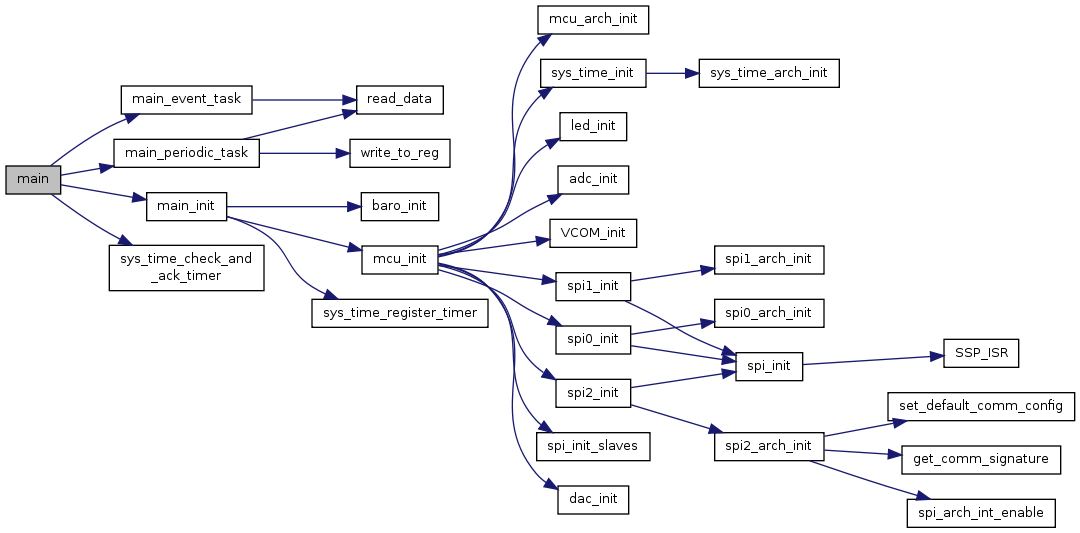 main
main_event_task
main_periodic_task
main_init
sys_time_check_and
_ack_timer
read_data
write_to_reg
baro_init
mcu_init
sys_time_register_timer
mcu_arch_init
sys_time_init
led_init
adc_init
VCOM_init
spi1_init
spi0_init
spi2_init
spi_init_slaves
dac_init
sys_time_arch_init
spi1_arch_init
spi0_arch_init
spi_init
spi2_arch_init
SSP_ISR
set_default_comm_config
get_comm_signature
spi_arch_int_enable